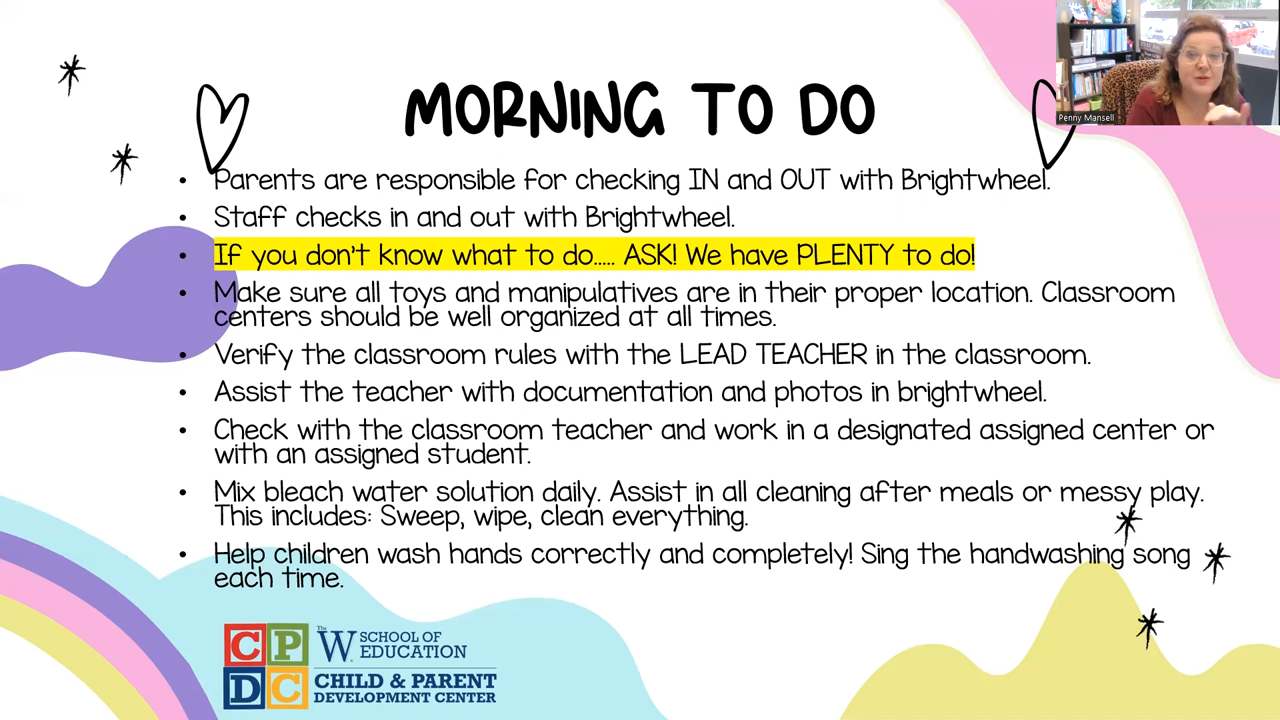 MORNING TO DO
Penny Mansell
• Parents are responsible for checking IN and OUT with Brightwheel.
• Staff checks in and out with Brightwheel.
• If you don't know what to do..... ASK! We have PLENTY to do!
• Make sure all toys and manipulatives are in their proper location. Classroom
centers should be well organized at all times.
• Verify the classroom rules with the LEAD TEACHER in the classroom.
• Assist the teacher with documentation and photos in brightwheel.
• Check with the classroom teacher and work in a designated assigned center or
with an assigned student.
• Mix bleach water solution daily. Assist in all cleaning after meals or messy play.
This includes: Sweep, wipe, clean everything.
• Help children wash hands correctly and completely! Sing the handwashing song
each time.
CP
DC
The W. SCHOOL OF
EDUCATION
CHILD & PARENT
DEVELOPMENT CENTER